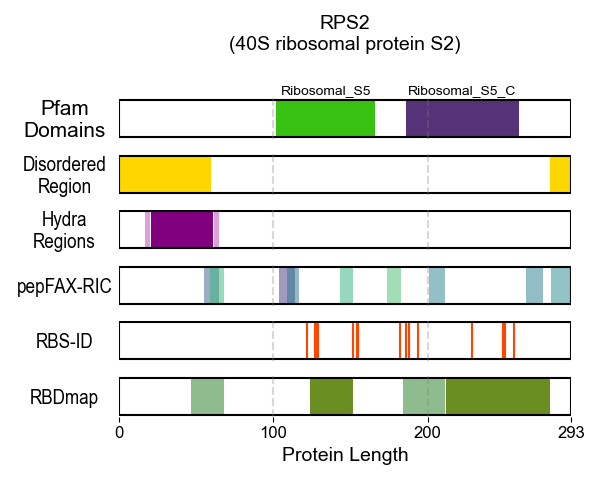 RPS2
(40S ribosomal protein S2)
Ribosomal_S5 Ribosomal_S5_C
Pfam
Domains
Disordered
Region
Hydra
Regions
pepFAX-RIC
RBS-ID
RBDmap
0 100 200 293
Protein Length